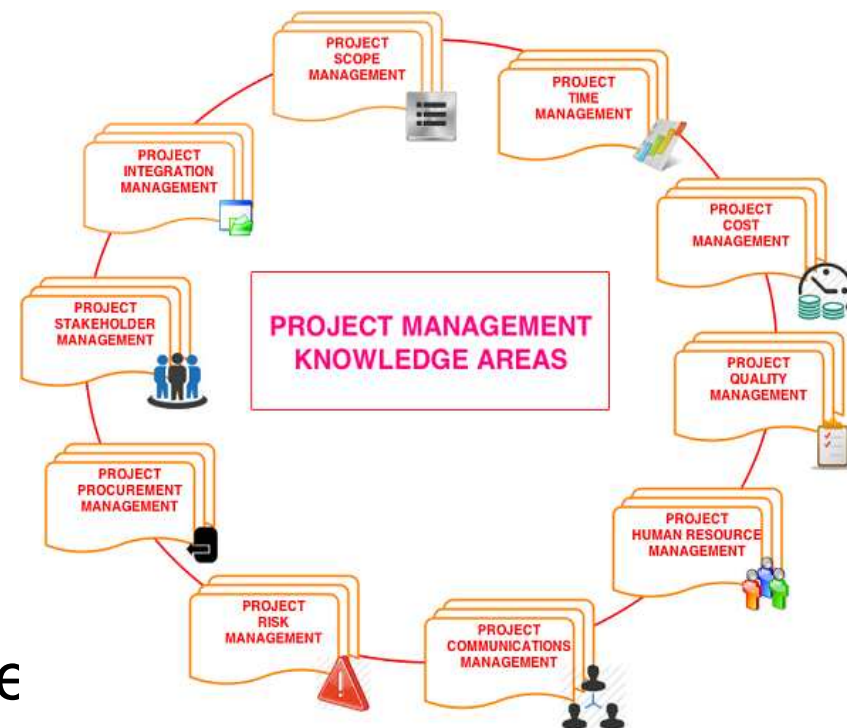 PROJECT
SCOPE
MANAGEMENT
PROJECT
TIME
MANAGEMENT
PROJECT
INTEGRATION
MANAGEMENT
PROJECT
COST
MANAGEMENT
PROJECT
STAKEHOLDER
MANAGEMENT
PROJECT MANAGEMENT
KNOWLEDGE AREAS
PROJECT
QUALITY
MANAGEMENT
PROJECT
PROCUREMENT
MANAGEMENT
PROJECT
HUMAN RESOURCE
MANAGEMENT
PROJECT
RISK
MANAGEMENT
PROJECT
COMMUNICATIONS
MANAGEMENT